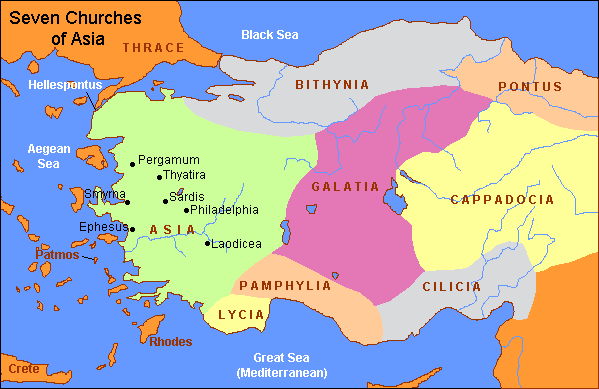 Seven Churches
of Asia
THRACE
Black Sea
Hellespontus
BITHYNIA
PONTUS
Aegean
Sea
Pergamum
Thyatira
GALATIA
Smyrna
Sardis
Philadelphia
CAPPADOCIA
Ephesus
ASIA
Laodicea
Patmos
PAMPHYLIA
CILICIA
LYCIA
Rhodes
Great Sea
(Mediterranean)
Crete